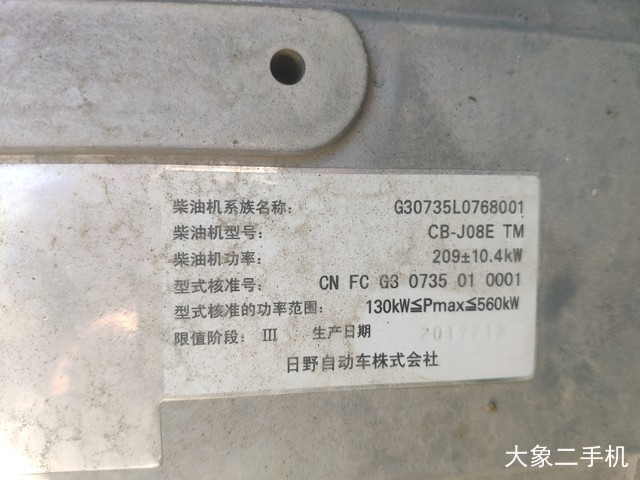 柴油机系族名称: G30735L0768001
柴油机型号: CB-J08E TM
柴油机功率: 209±10.4kW
型式核准号: CN FC G3 0735 01 0001
型式核准的功率范围: 130kW≦Pmax≦560kW
限值阶段: III 生产日期 2017/12
日野自动车株式会社
大象二手机